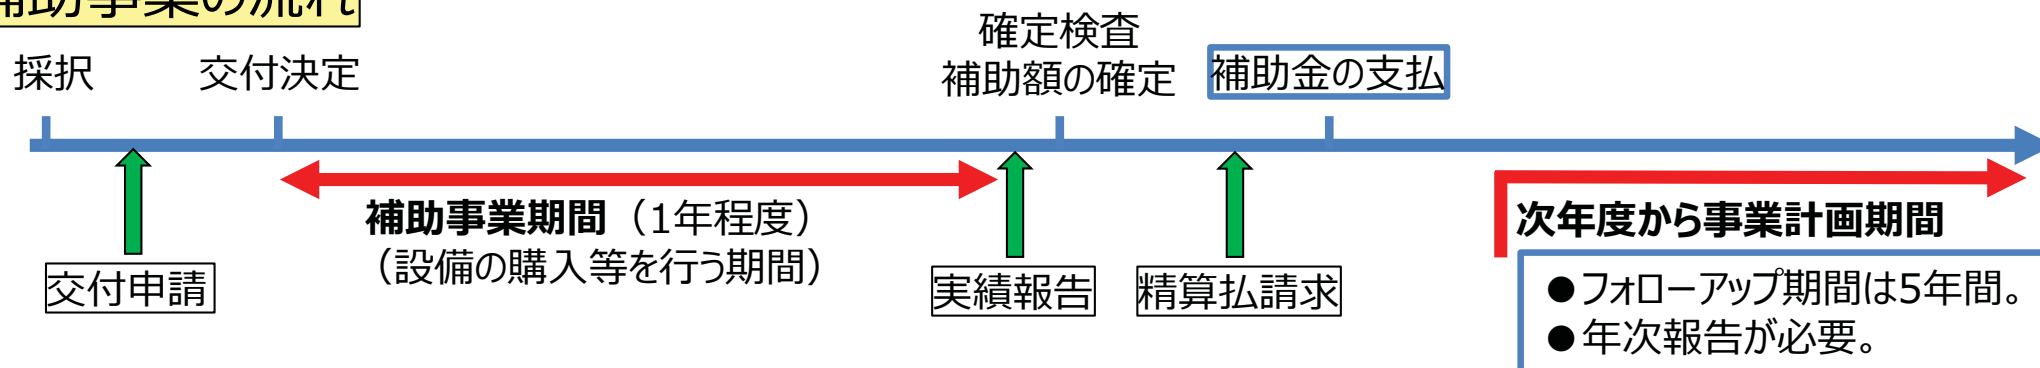 補助事業の流れ
採択
交付決定
確定検査
補助額の確定
補助金の支払
補助事業期間（1年程度）
（設備の購入等を行う期間）
次年度から事業計画期間
交付申請
実績報告
精算払請求
●フォローアップ期間は5年間。
●年次報告が必要。